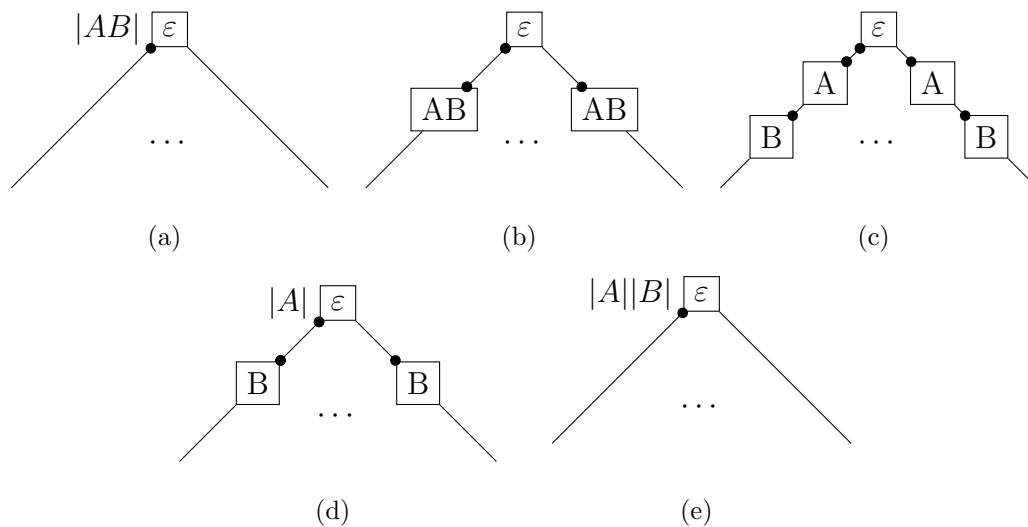 |AB| ε
ε
ε
AB AB
A A
B B
... ... ...
(a) (b) (c)
|A| ε
|A||B| ε
B B
... ...
(d) (e)